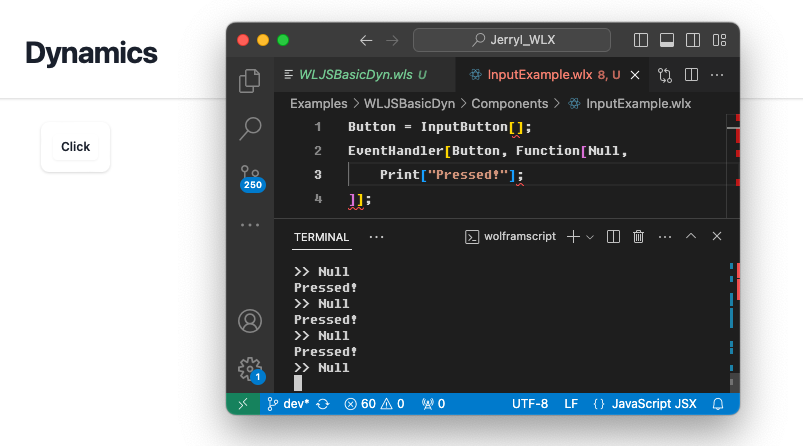 Dynamics
Click
Jerryl_WLX
WLJSBasicDyn.wls U
InputExample.wlx 8, U
Examples > WLJSBasicDyn > Components > InputExample.wlx
1 Button = InputButton[];
2 EventHandler[Button, Function[Null,
3 Print["Pressed!"];
4 ]];
250
TERMINAL
wolframscript
>> Null
Pressed!
>> Null
Pressed!
>> Null
Pressed!
>> Null
1
dev* 60 0 0 UTF-8 LF {} JavaScript JSX